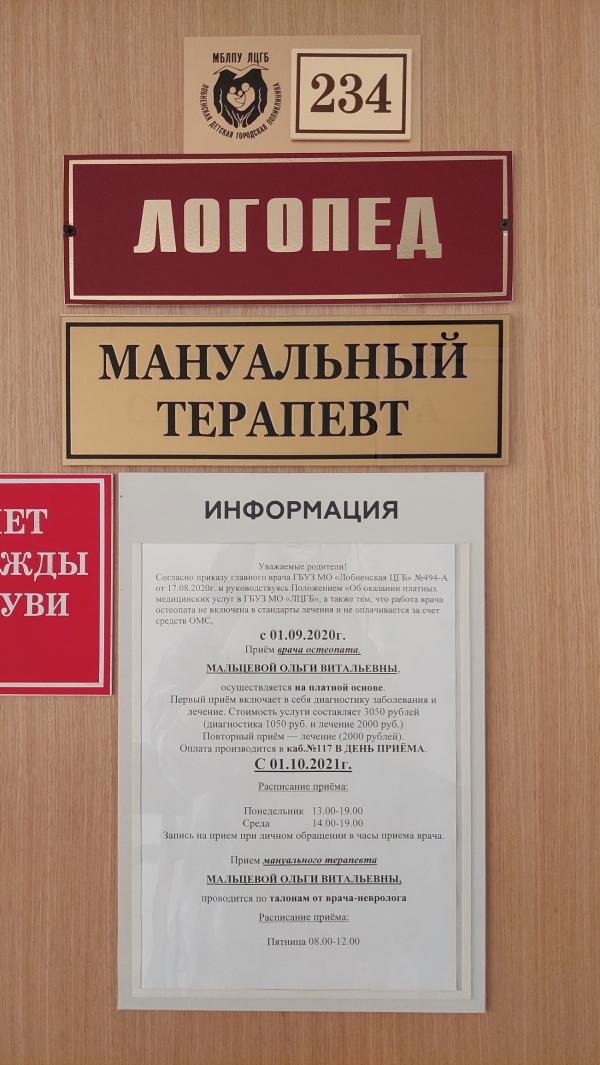 МБЛПУ ЛЦГБ
ЛОБНЕНСКАЯ ДЕТСКАЯ ГОРОДСКАЯ ПОЛИКЛИНИКА
234
ЛОГОПЕД
МАНУАЛЬНЫЙ
ТЕРАПЕВТ
ЖДЫ
УВИ
ИНФОРМАЦИЯ
Уважаемые родители!
Согласно приказу главного врача ГБУЗ МО «Лобненская ЦГБ» №494-А
от 17.08.2020г. и руководствуясь Положением «Об оказании платных
медицинских услуг в ГБУЗ МО «ЛЦГБ», а также тем, что работа врача
остеопата не включена в стандарты лечения и не оплачивается за счет
средств ОМС,
с 01.09.2020г.
Приём врача остеопата.
МАЛЬЦЕВОЙ ОЛЬГИ ВИТАЛЬЕВНЫ,
осуществляется на платной основе.
Первый приём включает в себя диагностику заболевания и
лечение. Стоимость услуги составляет 3050 рублей
(диагностика 1050 руб. и лечение 2000 руб.)
Повторный приём — лечение (2000 рублей).
Оплата производится в каб.№117 В ДЕНЬ ПРИЁМА.
С 01.10.2021г.
Расписание приёма:
Понедельник 13.00-19.00
Среда 14.00-19.00
Запись на прием при личном обращении в часы приема врача.
Прием мануального терапевта
МАЛЬЦЕВОЙ ОЛЬГИ ВИТАЛЬЕВНЫ,
проводится по талонам от врача-невролога
Расписание приёма:
Пятница 08.00-12.00